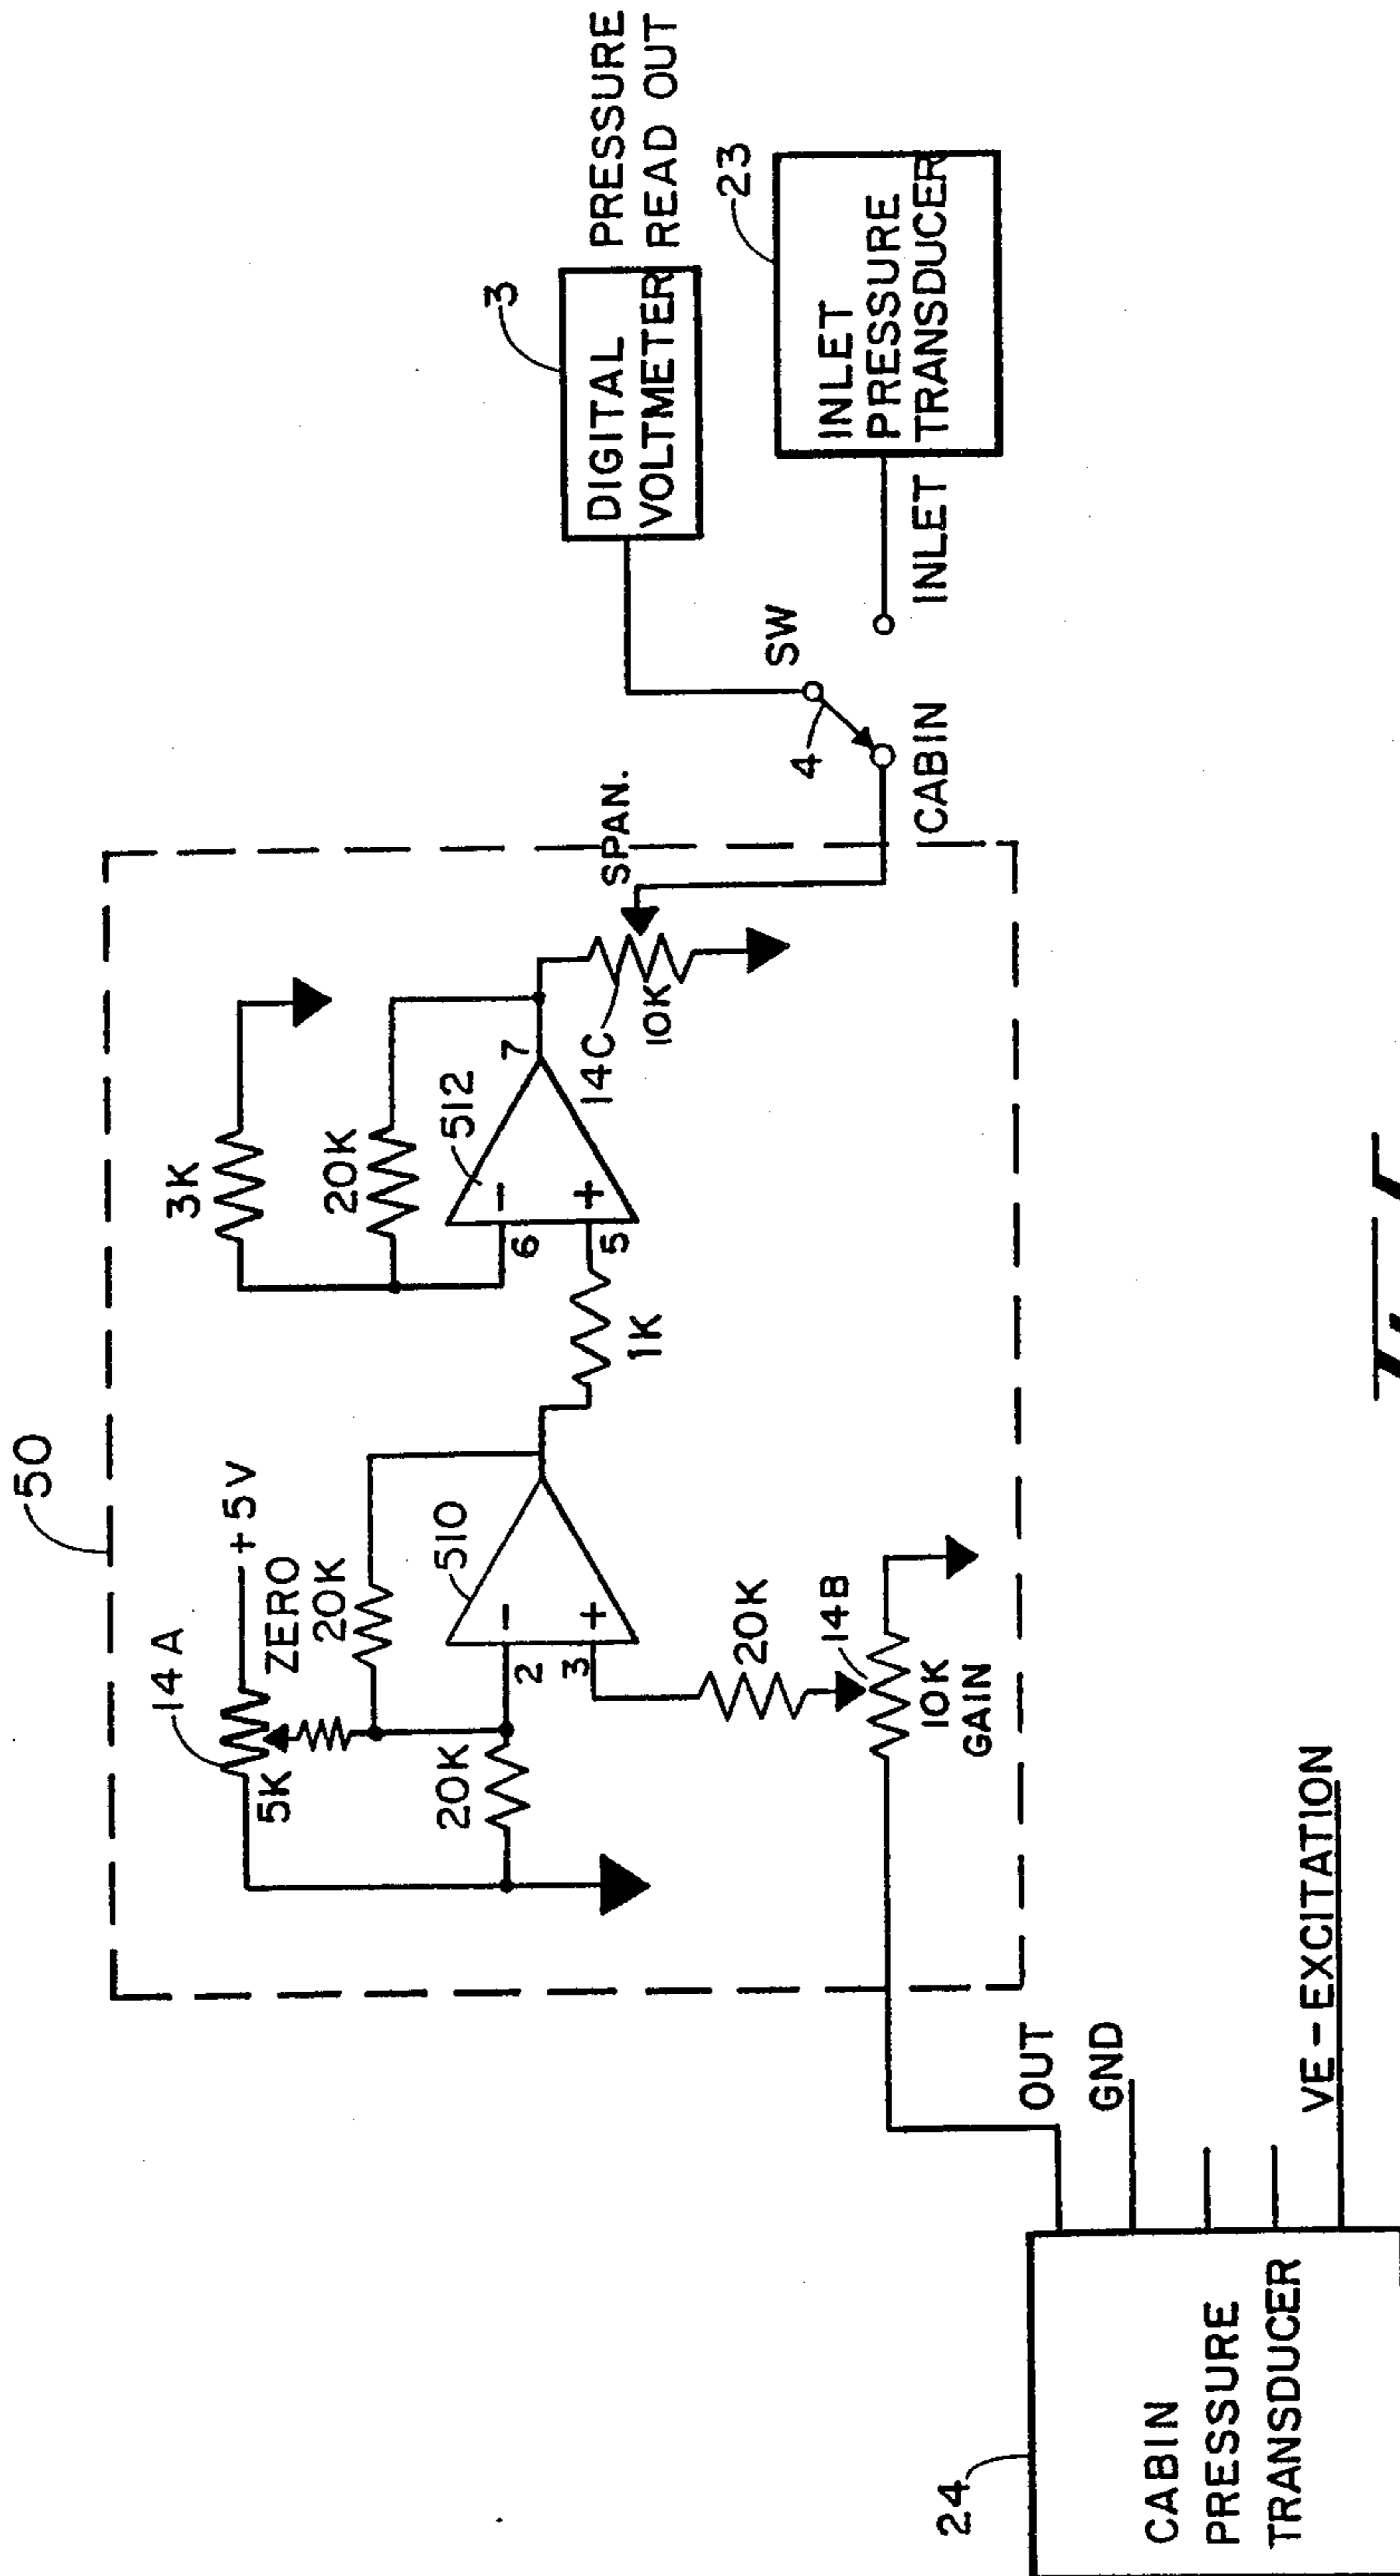 50
14A
+5V
5K
ZERO
20K
20K
510
-
+
2
3
20K
14B
10K
GAIN
1K
3K
20K
512
-
+
6
5
7
14C
10K
SPAN.
SW
4
CABIN
INLET
3
DIGITAL
VOLTMETER
PRESSURE
READ OUT
23
INLET
PRESSURE
TRANSDUCER
24
CABIN
PRESSURE
TRANSDUCER
OUT
GND
VE-EXCITATION